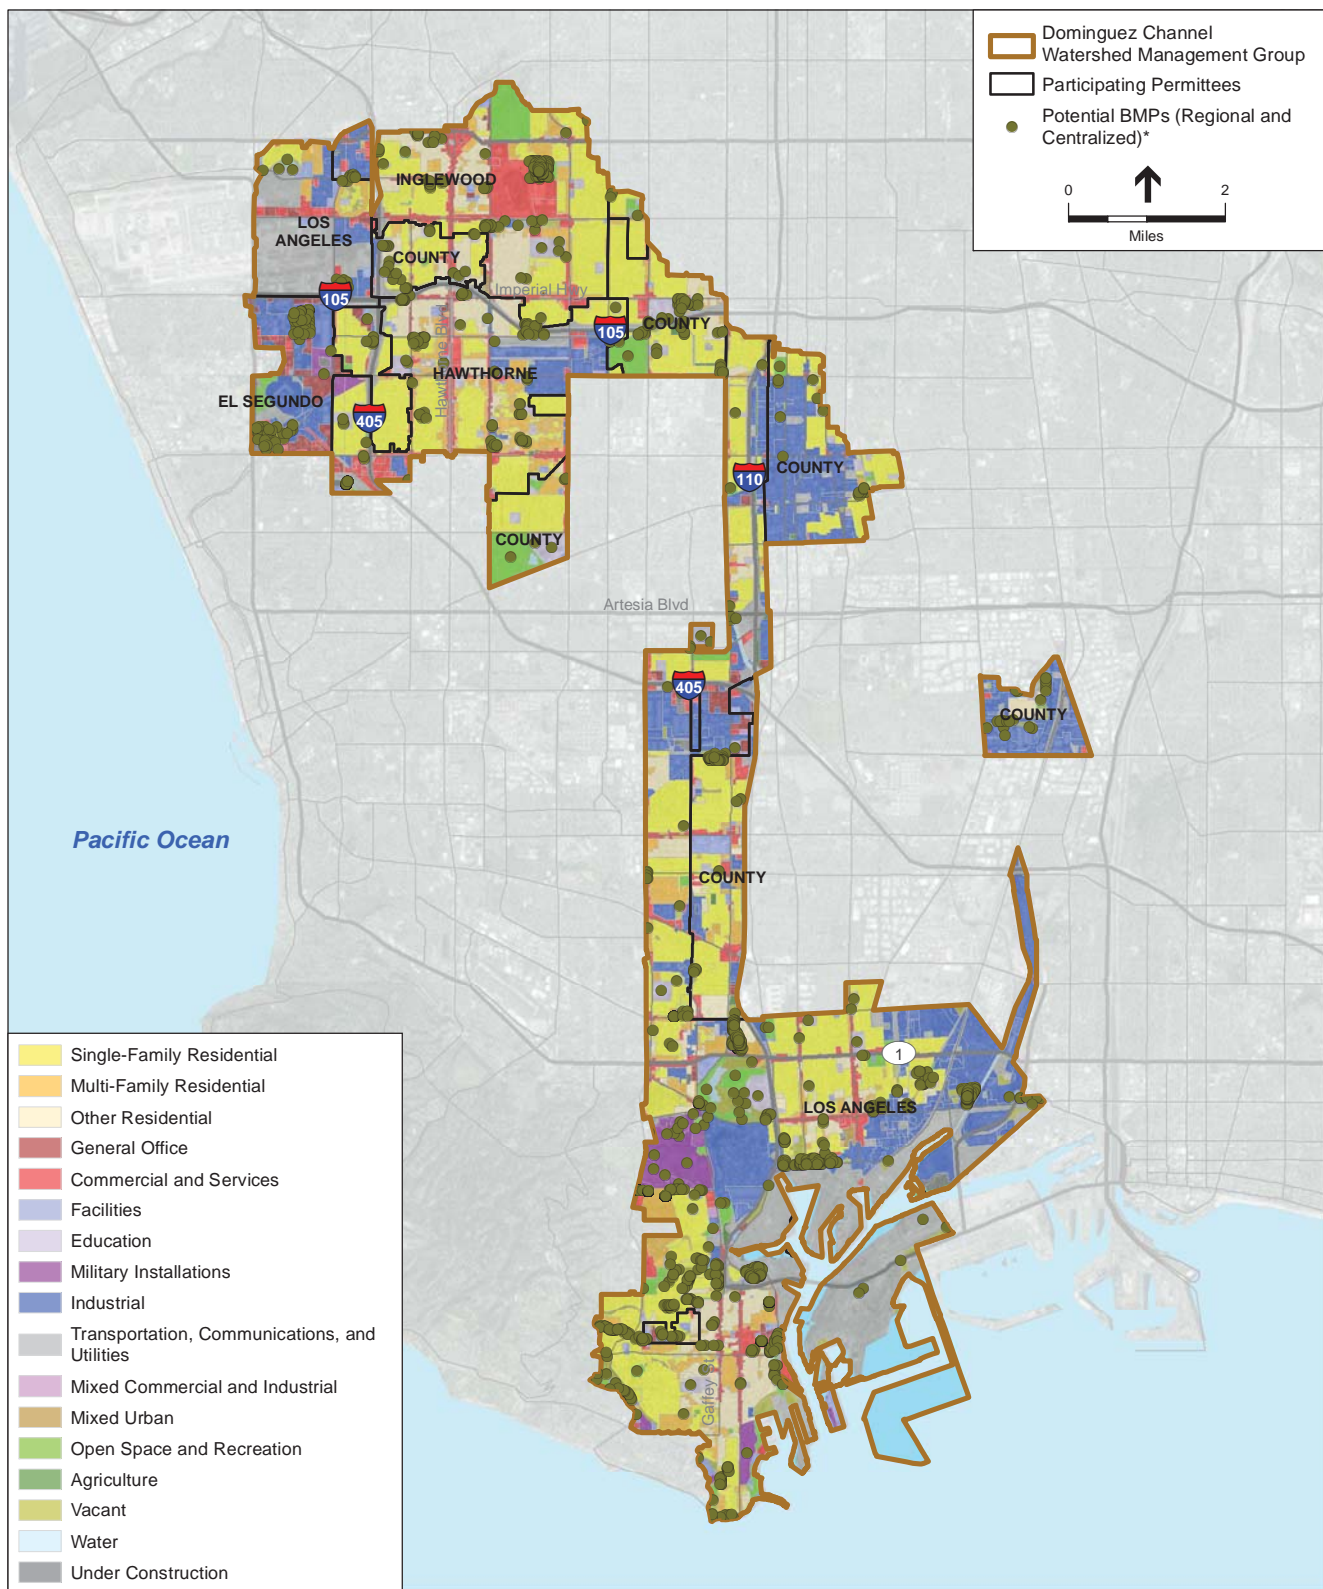 Dominguez Channel
Watershed Management Group
Participating Permittees
Potential BMPs (Regional and
Centralized)*
0
2
Miles
INGLEWOOD
LOS
ANGELES
COUNTY
Imperial Hwy
105
105
COUNTY
Hawthorne Blvd
HAWTHORNE
EL SEGUNDO
405
COUNTY
110
COUNTY
Artesia Blvd
405
COUNTY
Pacific Ocean
COUNTY
1
LOS ANGELES
Gaffey St
Single-Family Residential
Multi-Family Residential
Other Residential
General Office
Commercial and Services
Facilities
Education
Military Installations
Industrial
Transportation, Communications, and
Utilities
Mixed Commercial and Industrial
Mixed Urban
Open Space and Recreation
Agriculture
Vacant
Water
Under Construction